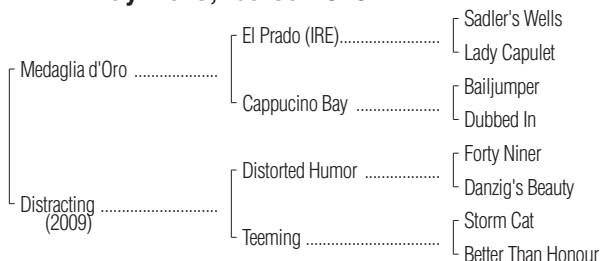 Sadler's Wells
El Prado (IRE)
Lady Capulet
Medaglia d'Oro
Bailjumper
Cappucino Bay
Dubbed In
Forty Niner
Distorted Humor
Danzig's Beauty
Distracting
(2009)
Storm Cat
Teeming
Better Than Honour